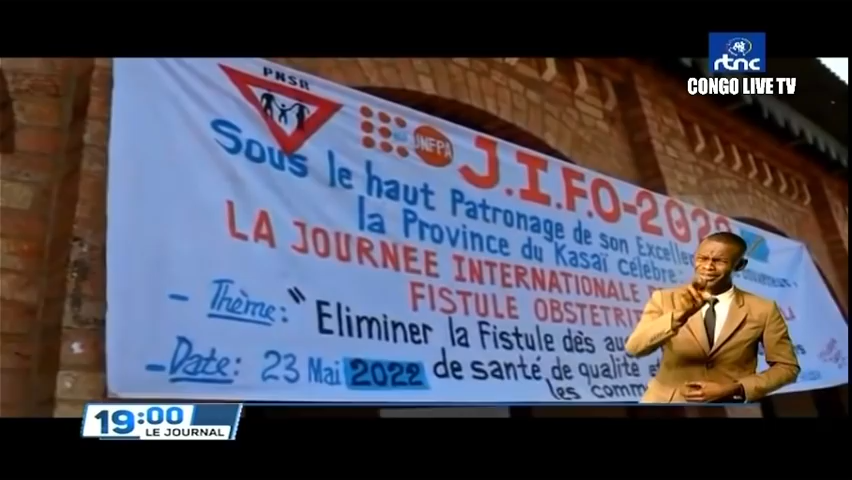 rtnc
CONGO LIVE TV
PNSR
UNFPA
J.I.F.O-2022
Sous le haut Patronage de son Excellen
la Province du Kasaï célèbre:
LA JOURNEE INTERNATIONALE
FISTULE OBSTETRI
- Thème: " Eliminer la Fistule dès au
de santé de qualité
- Date: 23 Mai 2022
les comm
19:00
LE JOURNAL